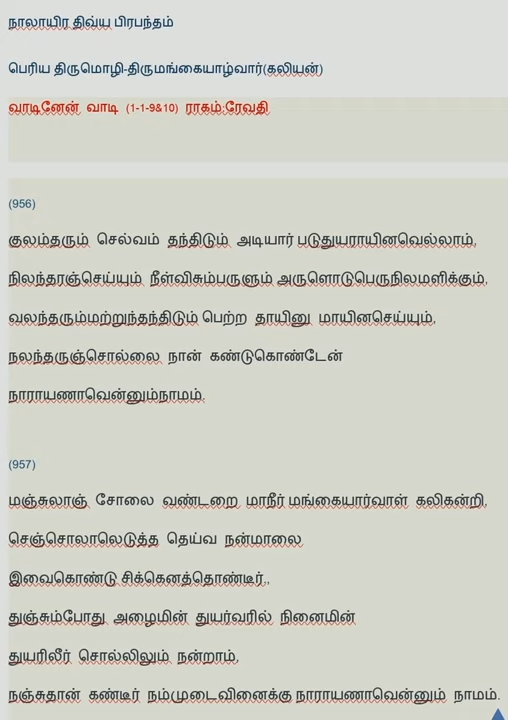 நாலாயிர திவ்ய பிரபந்தம்
பெரிய திருமொழி-திருமங்கையாழ்வார்(கலியன்)
வாடினேன் வாடி (1-1-9&10) ராகம்:ரேவதி
(956)
குலம்தரும் செல்வம் தந்திடும் அடியார் படுதுயராயினவெல்லாம்,
நிலந்தரஞ்செய்யும் நீள்விசும்பருளும் அருளொடுபெருநிலமளிக்கும்,
வலந்தரும்மற்றுந்தந்திடும் பெற்ற தாயினு மாயினசெய்யும்,
நலந்தருஞ்சொல்லை நான் கண்டுகொண்டேன்
நாராயணாவென்னும்நாமம்.
(957)
மஞ்சுலாஞ் சோலை வண்டறை மாநீர் மங்கையார்வாள் கலிகன்றி,
செஞ்சொலாலெடுத்த தெய்வ நன்மாலை
இவைகொண்டு சிக்கெனத்தொண்டீர்,,
துஞ்சும்போது அழைமின் துயர்வரில் நினைமின்
துயரிலீர் சொல்லிலும் நன்றாம்,
நஞ்சுதான் கண்டீர் நம்முடைவினைக்கு நாராயணாவென்னும் நாமம்.